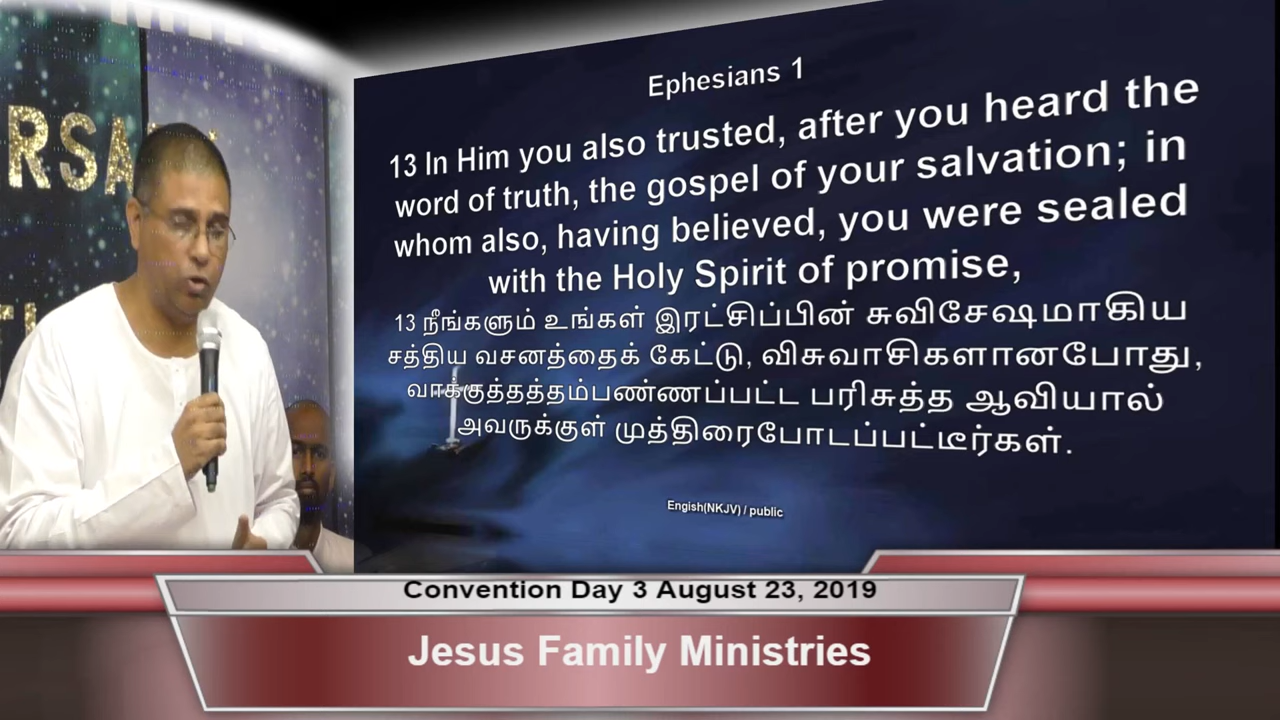 RSA
Ephesians 1
13 In Him you also trusted, after you heard the
word of truth, the gospel of your salvation; in
whom also, having believed, you were sealed
with the Holy Spirit of promise,
13 நீங்களும் உங்கள் இரட்சிப்பின் சுவிசேஷமாகிய
சத்திய வசனத்தைக் கேட்டு, விசுவாசிகளானபோது,
வாக்குத்தத்தம்பண்ணப்பட்ட பரிசுத்த ஆவியால்
அவருக்குள் முத்திரைபோடப்பட்டீர்கள்.
Engish(NKJV) / public
Convention Day 3 August 23, 2019
Jesus Family Ministries